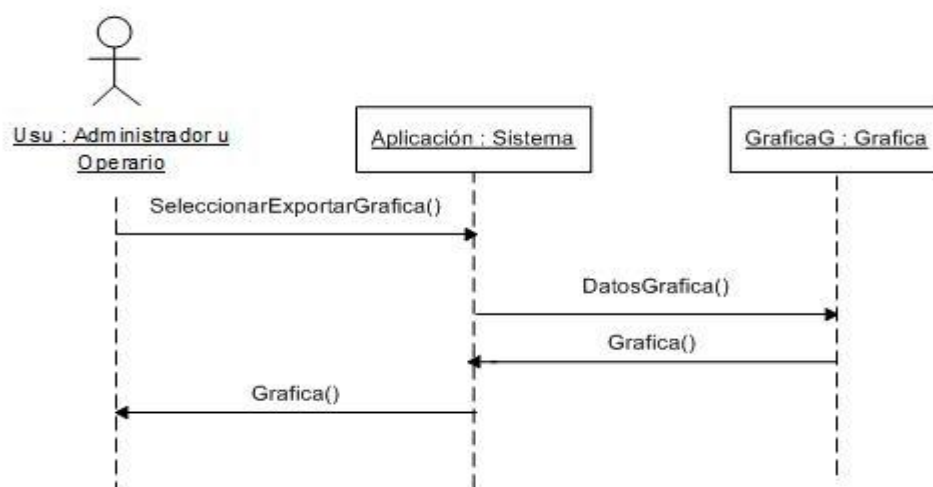 Usu : Administrador u
Operario
Aplicación : Sistema
GraficaG : Grafica
SeleccionarExportarGrafica()
DatosGrafica()
Grafica()
Grafica()